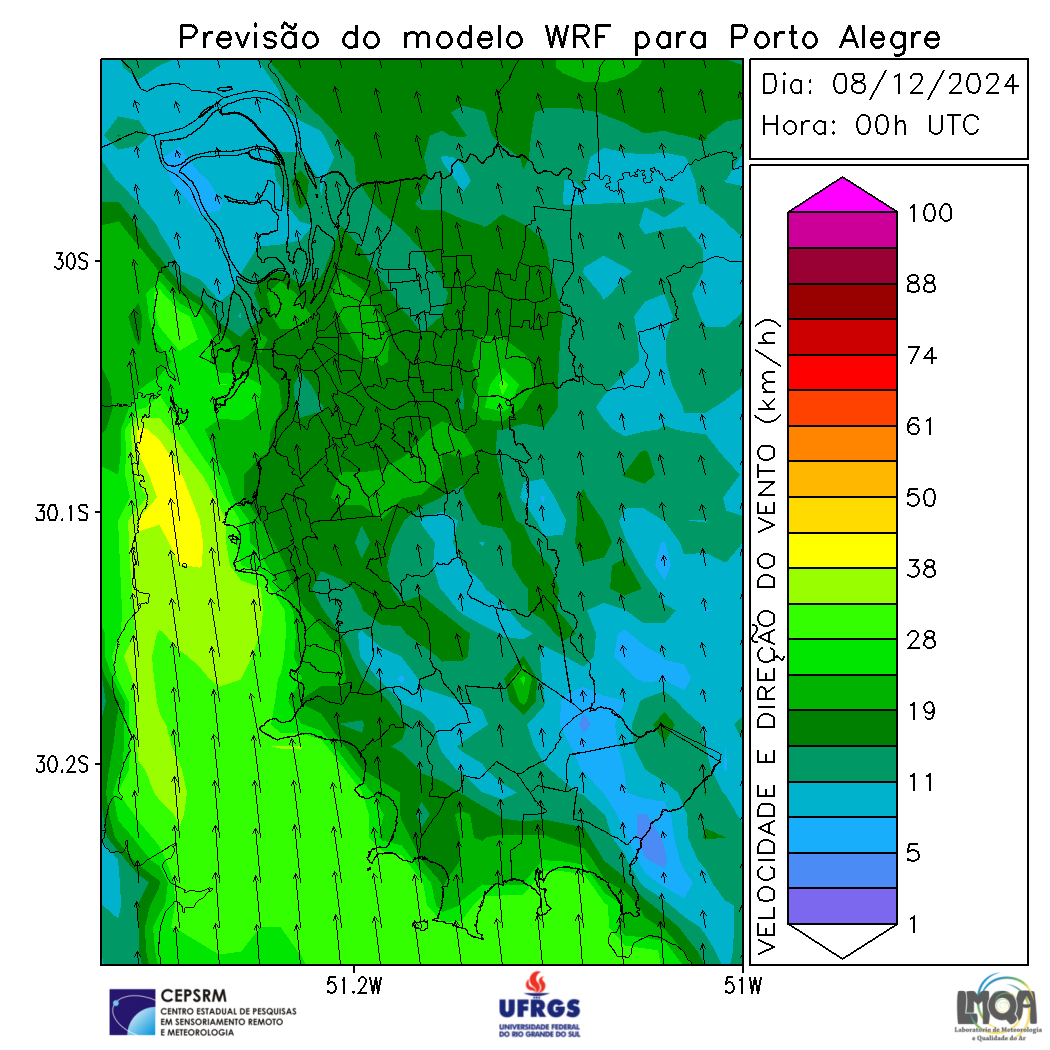 Previsão do modelo WRF para Porto Alegre
Dia: 08/12/2024
Hora: 00h UTC
30S
30.1S
30.2S
51.2W
51W
VELOCIDADE E DIREÇÃO DO VENTO (km/h)
100
88
74
61
50
38
28
19
11
5
1
CEPSRM
CENTRO ESTADUAL DE PESQUISAS
EM SENSORIAMENTO REMOTO
E METEOROLOGIA
UFRGS
UNIVERSIDADE FEDERAL
DO RIO GRANDE DO SUL
LMQA
Laboratório de Meteorologia
e Qualidade do Ar